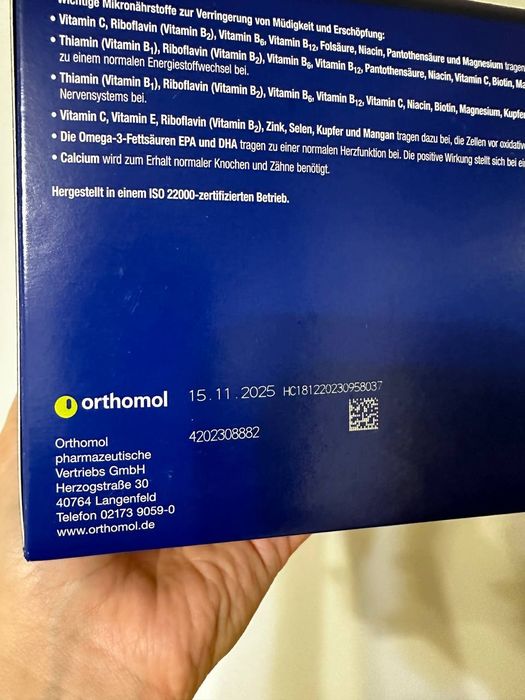 Wichtige Mikronährstoffe zur Verringerung von Müdigkeit und Erschöpfung:
• Vitamin C, Riboflavin (Vitamin B2), Vitamin B6, Vitamin B12, Folsäure, Niacin, Pantothensäure und Magnesium tragen
• Thiamin (Vitamin B1), Riboflavin (Vitamin B2), Vitamin B6, Vitamin B12, Pantothensäure, Niacin, Vitamin C, Biotin,
zu einem normalen Energiestoffwechsel bei.
• Thiamin (Vitamin B1), Riboflavin (Vitamin B2), Vitamin B6, Vitamin B12, Vitamin C, Niacin, Biotin, Magnesium, Kupfer
Nervensystems bei.
• Vitamin C, Vitamin E, Riboflavin (Vitamin B2), Zink, Selen, Kupfer und Mangan tragen dazu bei, die Zellen vor
• Die Omega-3-Fettsäuren EPA und DHA tragen zu einer normalen Herzfunktion bei. Die positive Wirkung stellt sich bei
• Calcium wird zum Erhalt normaler Knochen und Zähne benötigt.
Hergestellt in einem ISO 22000-zertifizierten Betrieb.
orthomol
15.11.2025 HC181220230958037
4202308882
Orthomol
pharmazeutische
Vertriebs GmbH
Herzogstraße 30
40764 Langenfeld
Telefon 02173 9059-0
www.orthomol.de